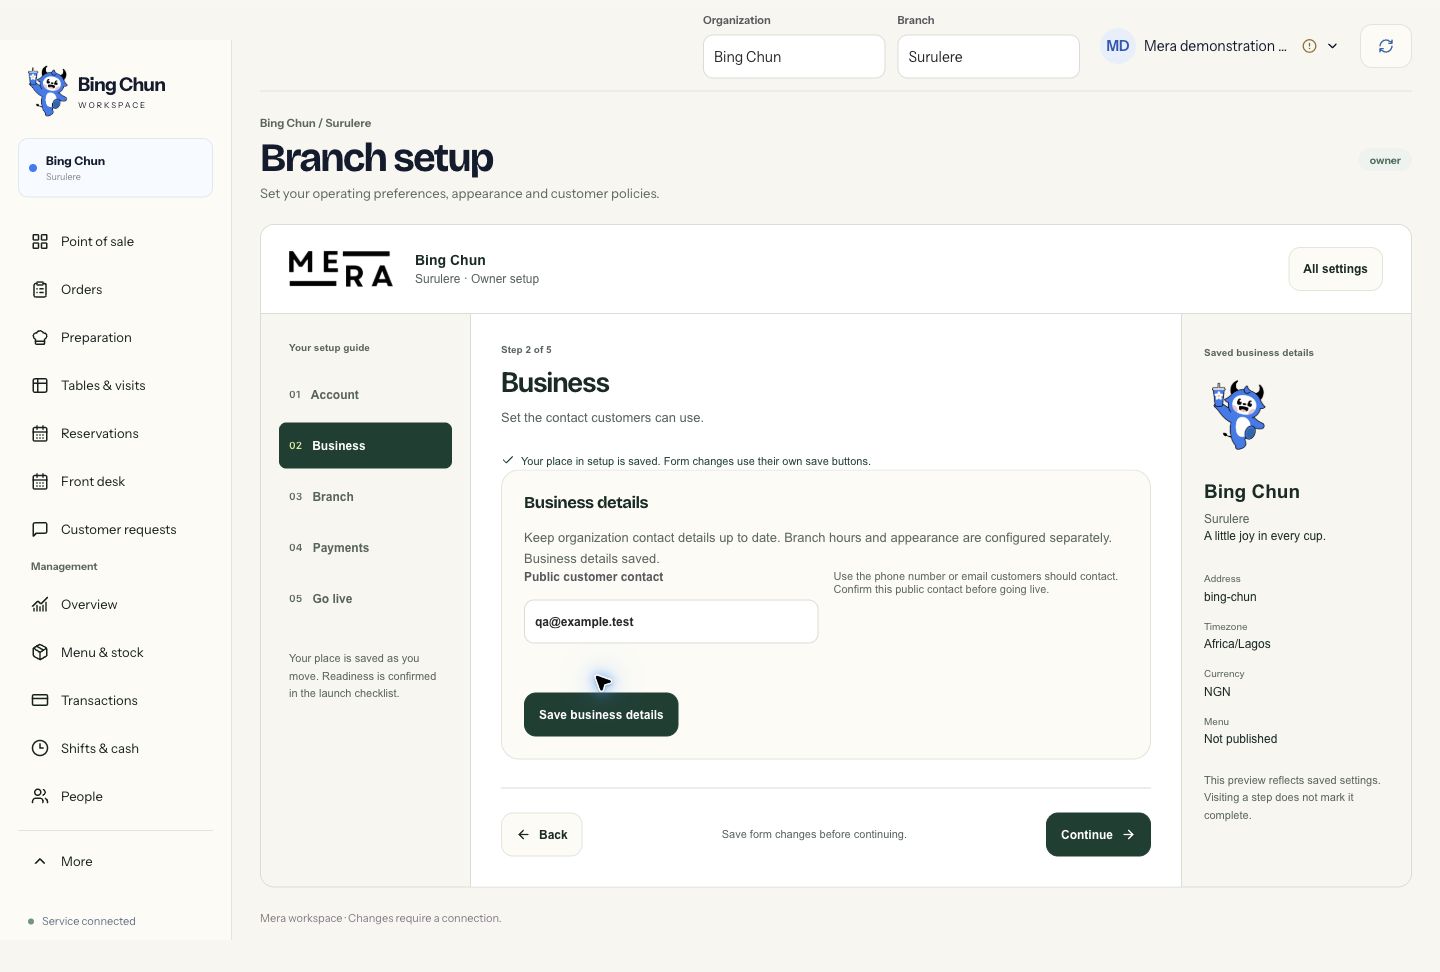 Organization
Branch
Bing Chun
Surulere
MD
Mera demonstration ...
Bing Chun
WORKSPACE
Bing Chun
Surulere
Point of sale
Orders
Preparation
Tables & visits
Reservations
Front desk
Customer requests
Management
Overview
Menu & stock
Transactions
Shifts & cash
People
More
Service connected
Bing Chun / Surulere
Branch setup
owner
Set your operating preferences, appearance and customer policies.
MERA
Bing Chun
Surulere · Owner setup
All settings
Your setup guide
01 Account
02 Business
03 Branch
04 Payments
05 Go live
Your place is saved as you
move. Readiness is confirmed
in the launch checklist.
Step 2 of 5
Business
Set the contact customers can use.
Your place in setup is saved. Form changes use their own save buttons.
Business details
Keep organization contact details up to date. Branch hours and appearance are configured separately.
Business details saved.
Public customer contact
qa@example.test
Use the phone number or email customers should contact.
Confirm this public contact before going live.
Save business details
Back
Save form changes before continuing.
Continue
Saved business details
Bing Chun
Surulere
A little joy in every cup.
Address
bing-chun
Timezone
Africa/Lagos
Currency
NGN
Menu
Not published
This preview reflects saved settings.
Visiting a step does not mark it
complete.
Mera workspace · Changes require a connection.